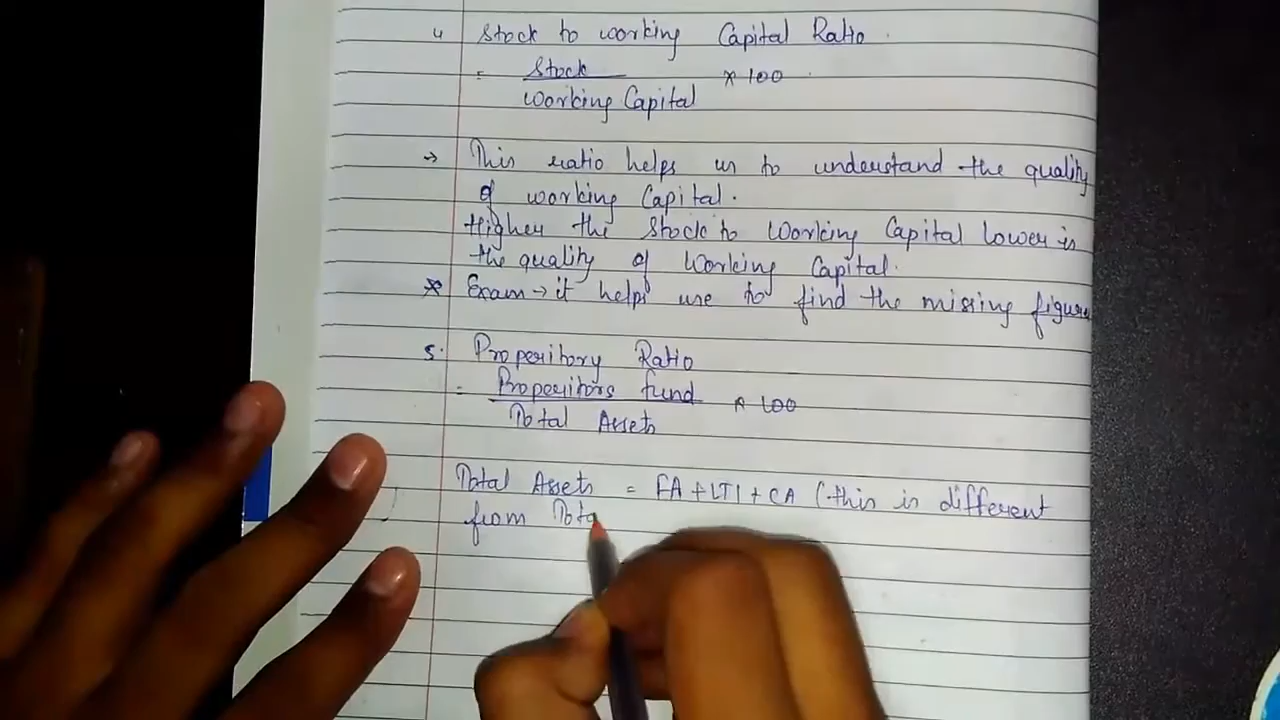 4 Stock to working Capital Ratio.
= Stock / Working Capital × 100
→ This ratio helps us to understand the quality
of working Capital.
Higher the Stock to Working Capital Lower is
the quality of Working Capital.
* Exam → it helps use to find the missing figure
5. Properitory Ratio
= Properitors fund / Total Assets × 100
Total Assets = FA + LTI + CA (this is different
from Tota